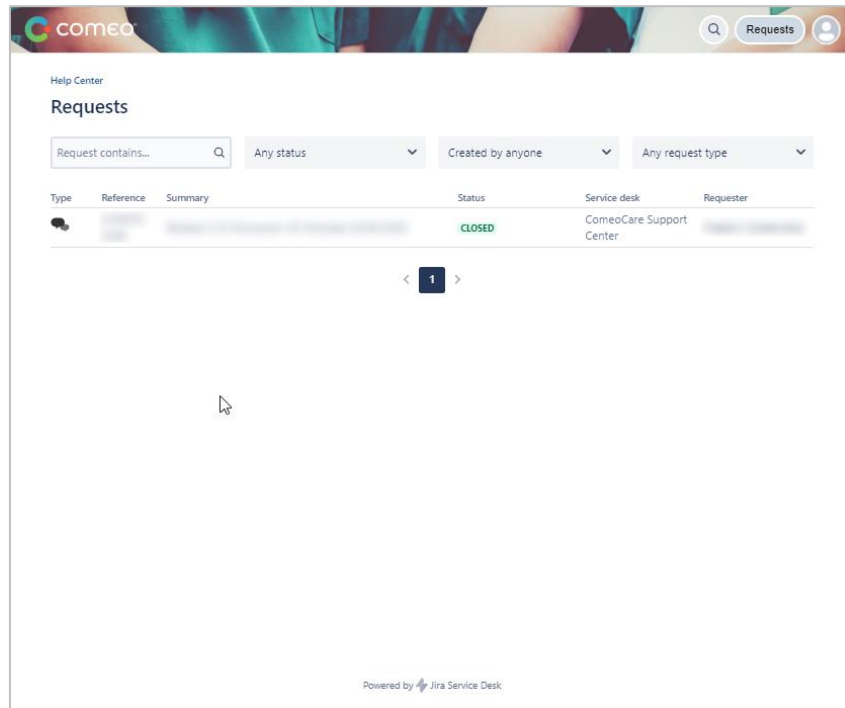 comeo
Requests
Help Center
Requests
Request contains...
Any status
Created by anyone
Any request type
Type Reference Summary Status Service desk Requester
CLOSED ComeoCare Support
Center
1
Powered by Jira Service Desk